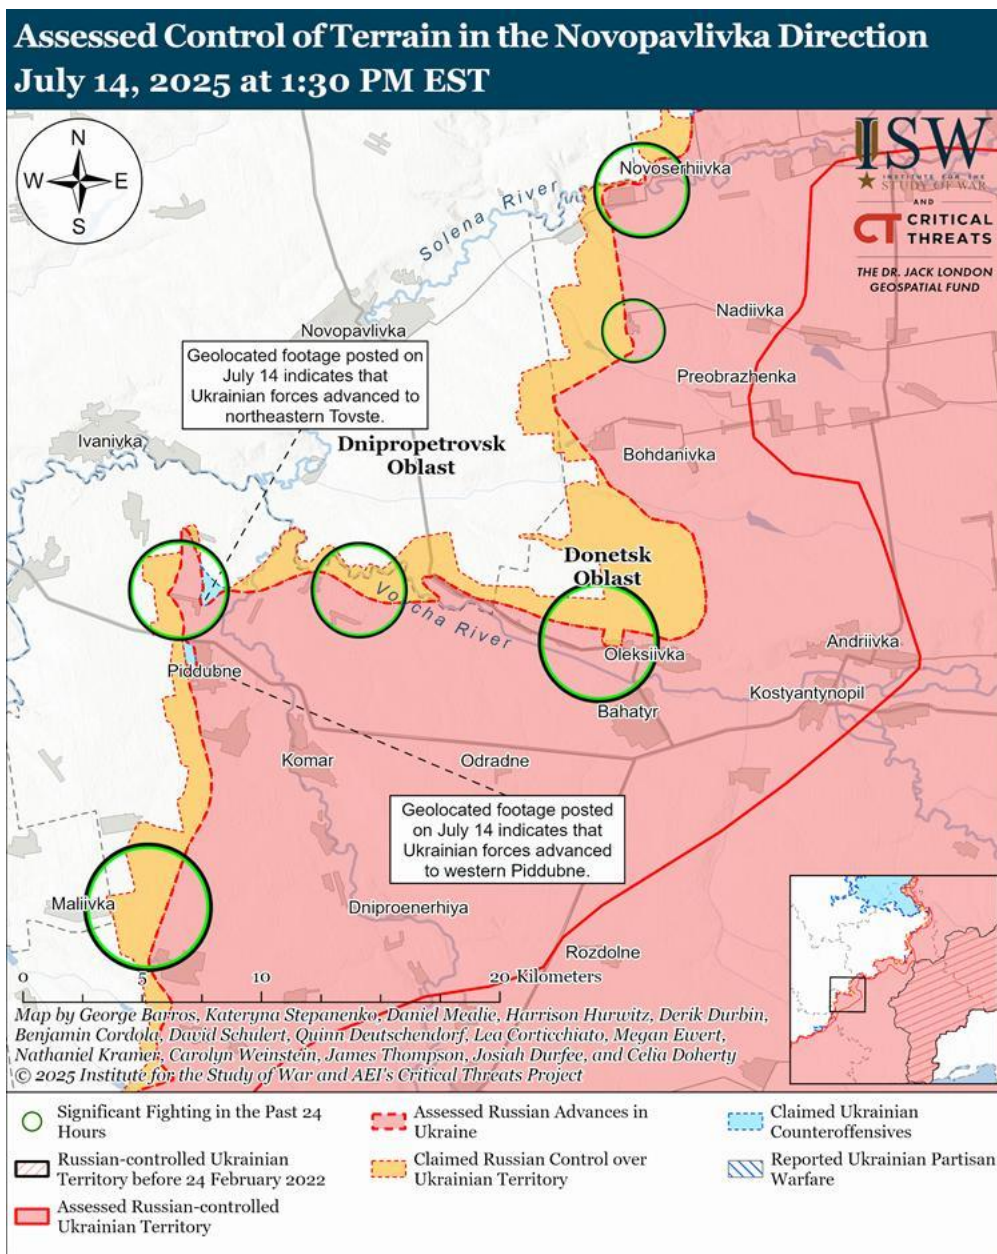 Assessed Control of Terrain in the Novopavlivka Direction
July 14, 2025 at 1:30 PM EST
N
W E
S
ISW
INSTITUTE FOR THE
STUDY OF WAR
AND
CT CRITICAL
THREATS
THE DR. JACK LONDON
GEOSPATIAL FUND
Novoserhiivka
Solena River
Nadiivka
Novopavlivka
Geolocated footage posted on
July 14 indicates that
Ukrainian forces advanced to
northeastern Tovste.
Preobrazhenka
Ivanivka
Dnipropetrovsk
Oblast
Bohdanivka
Donetsk
Oblast
Vovcha River
Oleksiivka
Andriivka
Piddubne
Kostyantynopil
Bahatyr
Komar
Odradne
Geolocated footage posted
on July 14 indicates that
Ukrainian forces advanced
to western Piddubne.
Maliivka
Dniproenerhiya
Rozdolne
0 5 10 20 Kilometers
Map by George Barros, Kateryna Stepanenko, Daniel Mealie, Harrison Hurwitz, Derik Durbin,
Benjamin Cordola, David Schulert, Quinn Deutschendorf, Lea Corticchiato, Megan Ewert,
Nathaniel Kramer, Carolyn Weinstein, James Thompson, Josiah Durfee, and Celia Doherty
© 2025 Institute for the Study of War and AEI's Critical Threats Project
Significant Fighting in the Past 24
Hours
Russian-controlled Ukrainian
Territory before 24 February 2022
Assessed Russian-controlled
Ukrainian Territory
Assessed Russian Advances in
Ukraine
Claimed Russian Control over
Ukrainian Territory
Claimed Ukrainian
Counteroffensives
Reported Ukrainian Partisan
Warfare